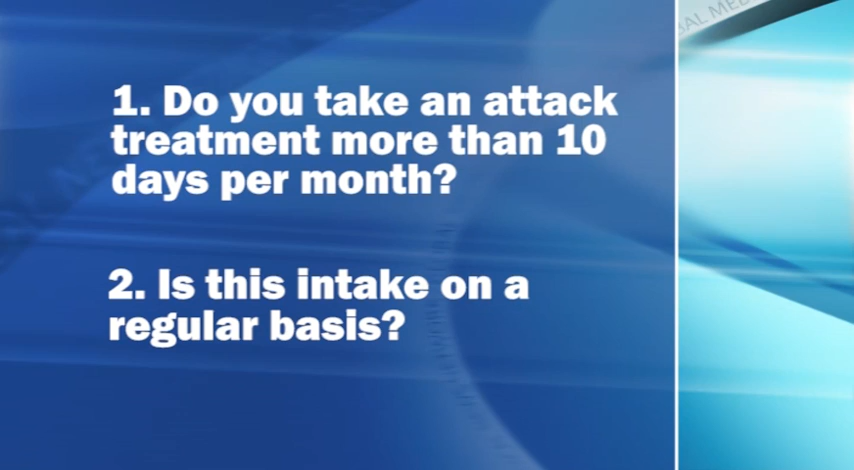 1. Do you take an attack
treatment more than 10
days per month?
2. Is this intake on a
regular basis?